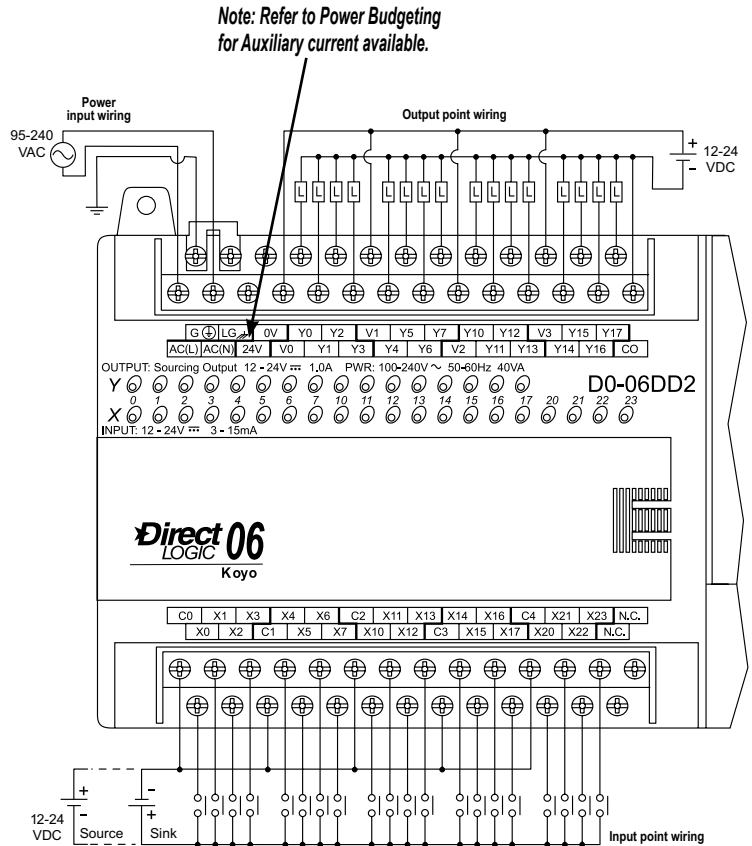 Note: Refer to Power Budgeting
for Auxiliary current available.
Power
input wiring
Output point wiring
95-240
VAC
+
12-24
-
VDC
L L L L L L L L L L L L L L L L
G LG 0V Y0 Y2 V1 Y5 Y7 Y10 Y12 V3 Y15 Y17
AC(L) AC(N) 24V V0 Y1 Y3 Y4 Y6 V2 Y11 Y13 Y14 Y16 CO
OUTPUT: Sourcing Output 12 - 24V 1.0A PWR: 100-240V ~ 50-60Hz 40VA
Y
D0-06DD2
0 1 2 3 4 5 6 7 10 11 12 13 14 15 16 17 20 21 22 23
X
INPUT: 12 - 24V 3 - 15mA
Direct
LOGIC 06
Koyo
C0 X1 X3 X4 X6 C2 X11 X13 X14 X16 C4 X21 X23 N.C.
X0 X2 C1 X5 X7 X10 X12 C3 X15 X17 X20 X22 N.C.
+ -
- +
12-24
VDC
Source
Sink
Input point wiring